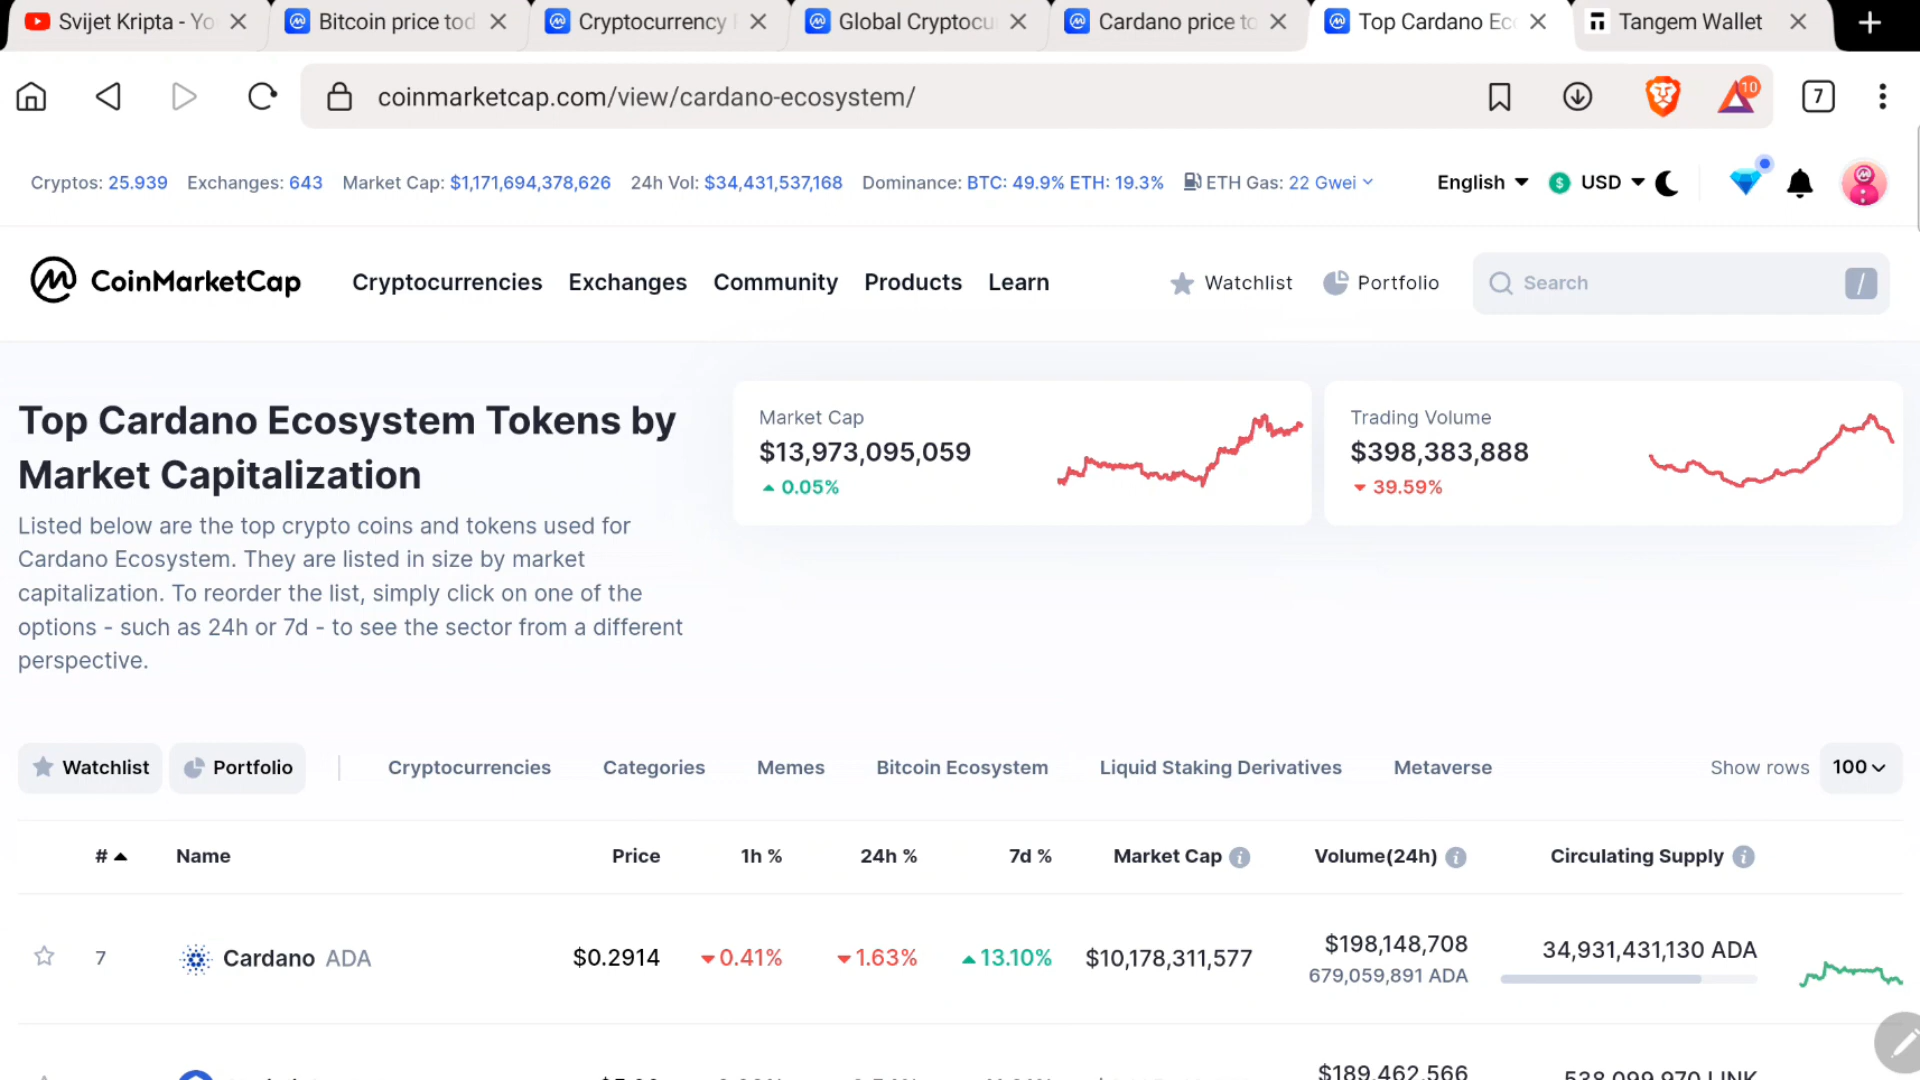 Svijet Kripta - Yo
Bitcoin price tod
Cryptocurrency
Global Cryptocu
Cardano price to
Top Cardano Ec
Tangem Wallet
coinmarketcap.com/view/cardano-ecosystem/
10
7
Cryptos: 25.939 Exchanges: 643 Market Cap: $1,171,694,378,626 24h Vol: $34,431,537,168 Dominance: BTC: 49.9% ETH: 19.3% ETH Gas: 22 Gwei
English
USD
CoinMarketCap
Cryptocurrencies Exchanges Community Products Learn
Watchlist Portfolio
Search /
Top Cardano Ecosystem Tokens by
Market Capitalization
Listed below are the top crypto coins and tokens used for
Cardano Ecosystem. They are listed in size by market
capitalization. To reorder the list, simply click on one of the
options - such as 24h or 7d - to see the sector from a different
perspective.
Market Cap
$13,973,095,059
0.05%
Trading Volume
$398,383,888
39.59%
Watchlist Portfolio Cryptocurrencies Categories Memes Bitcoin Ecosystem Liquid Staking Derivatives Metaverse Show rows 100
# Name Price 1h % 24h % 7d % Market Cap Volume(24h) Circulating Supply
7 Cardano ADA $0.2914 0.41% 1.63% 13.10% $10,178,311,577 $198,148,708 34,931,431,130 ADA
679,059,891 ADA
$189,462,566
538,099,970 LINK